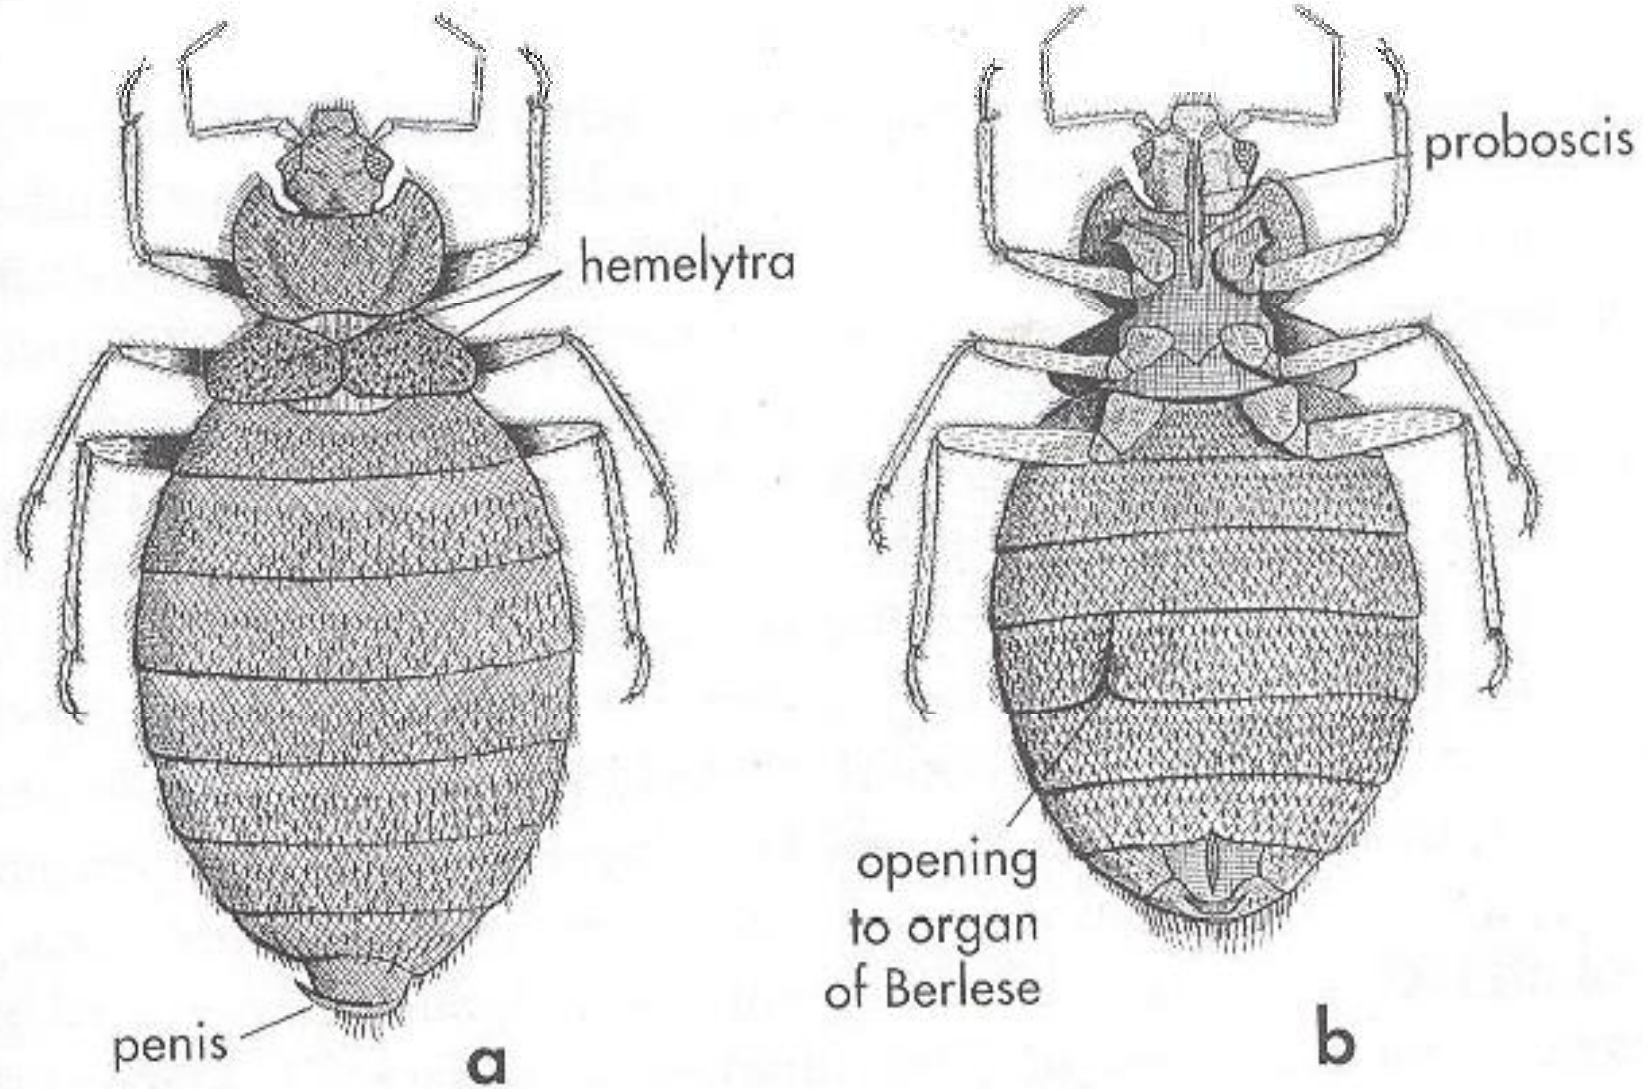 hemelytra
penis
a
proboscis
opening
to organ
of Berlese
b